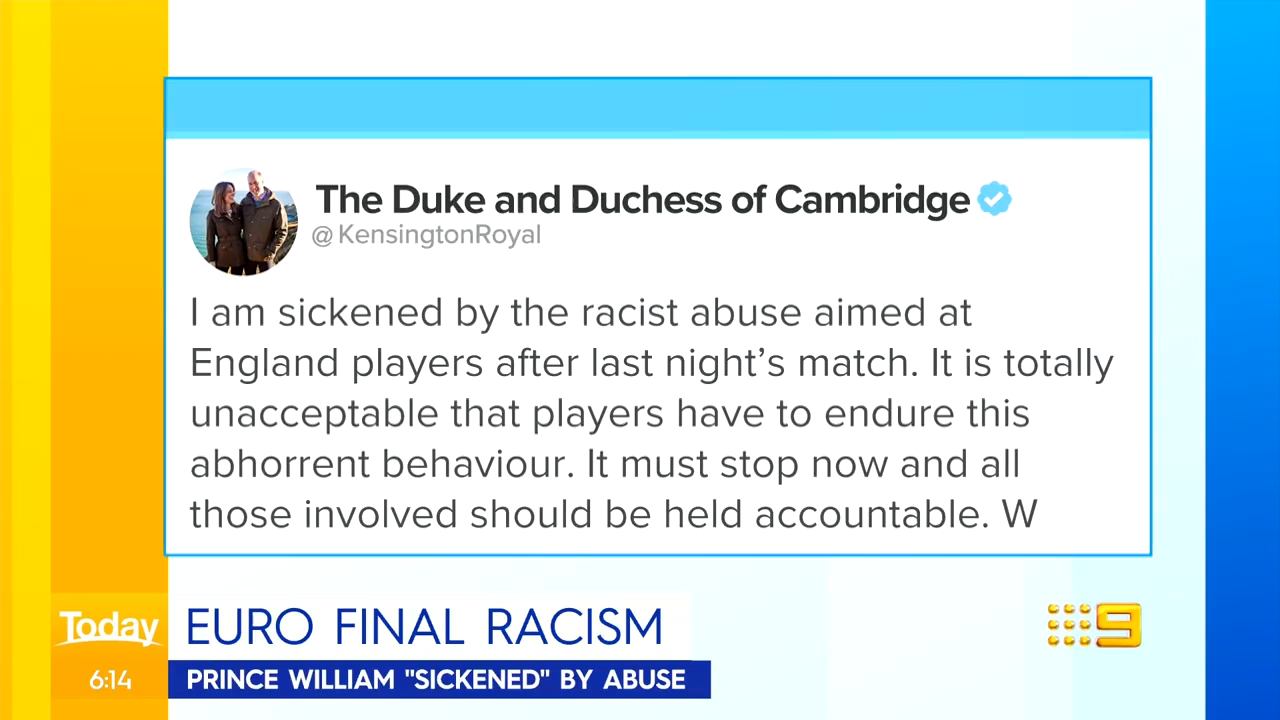 The Duke and Duchess of Cambridge
@KensingtonRoyal
I am sickened by the racist abuse aimed at
England players after last night’s match. It is totally
unacceptable that players have to endure this
abhorrent behaviour. It must stop now and all
those involved should be held accountable. W
Today
EURO FINAL RACISM
9
6:14
PRINCE WILLIAM "SICKENED" BY ABUSE